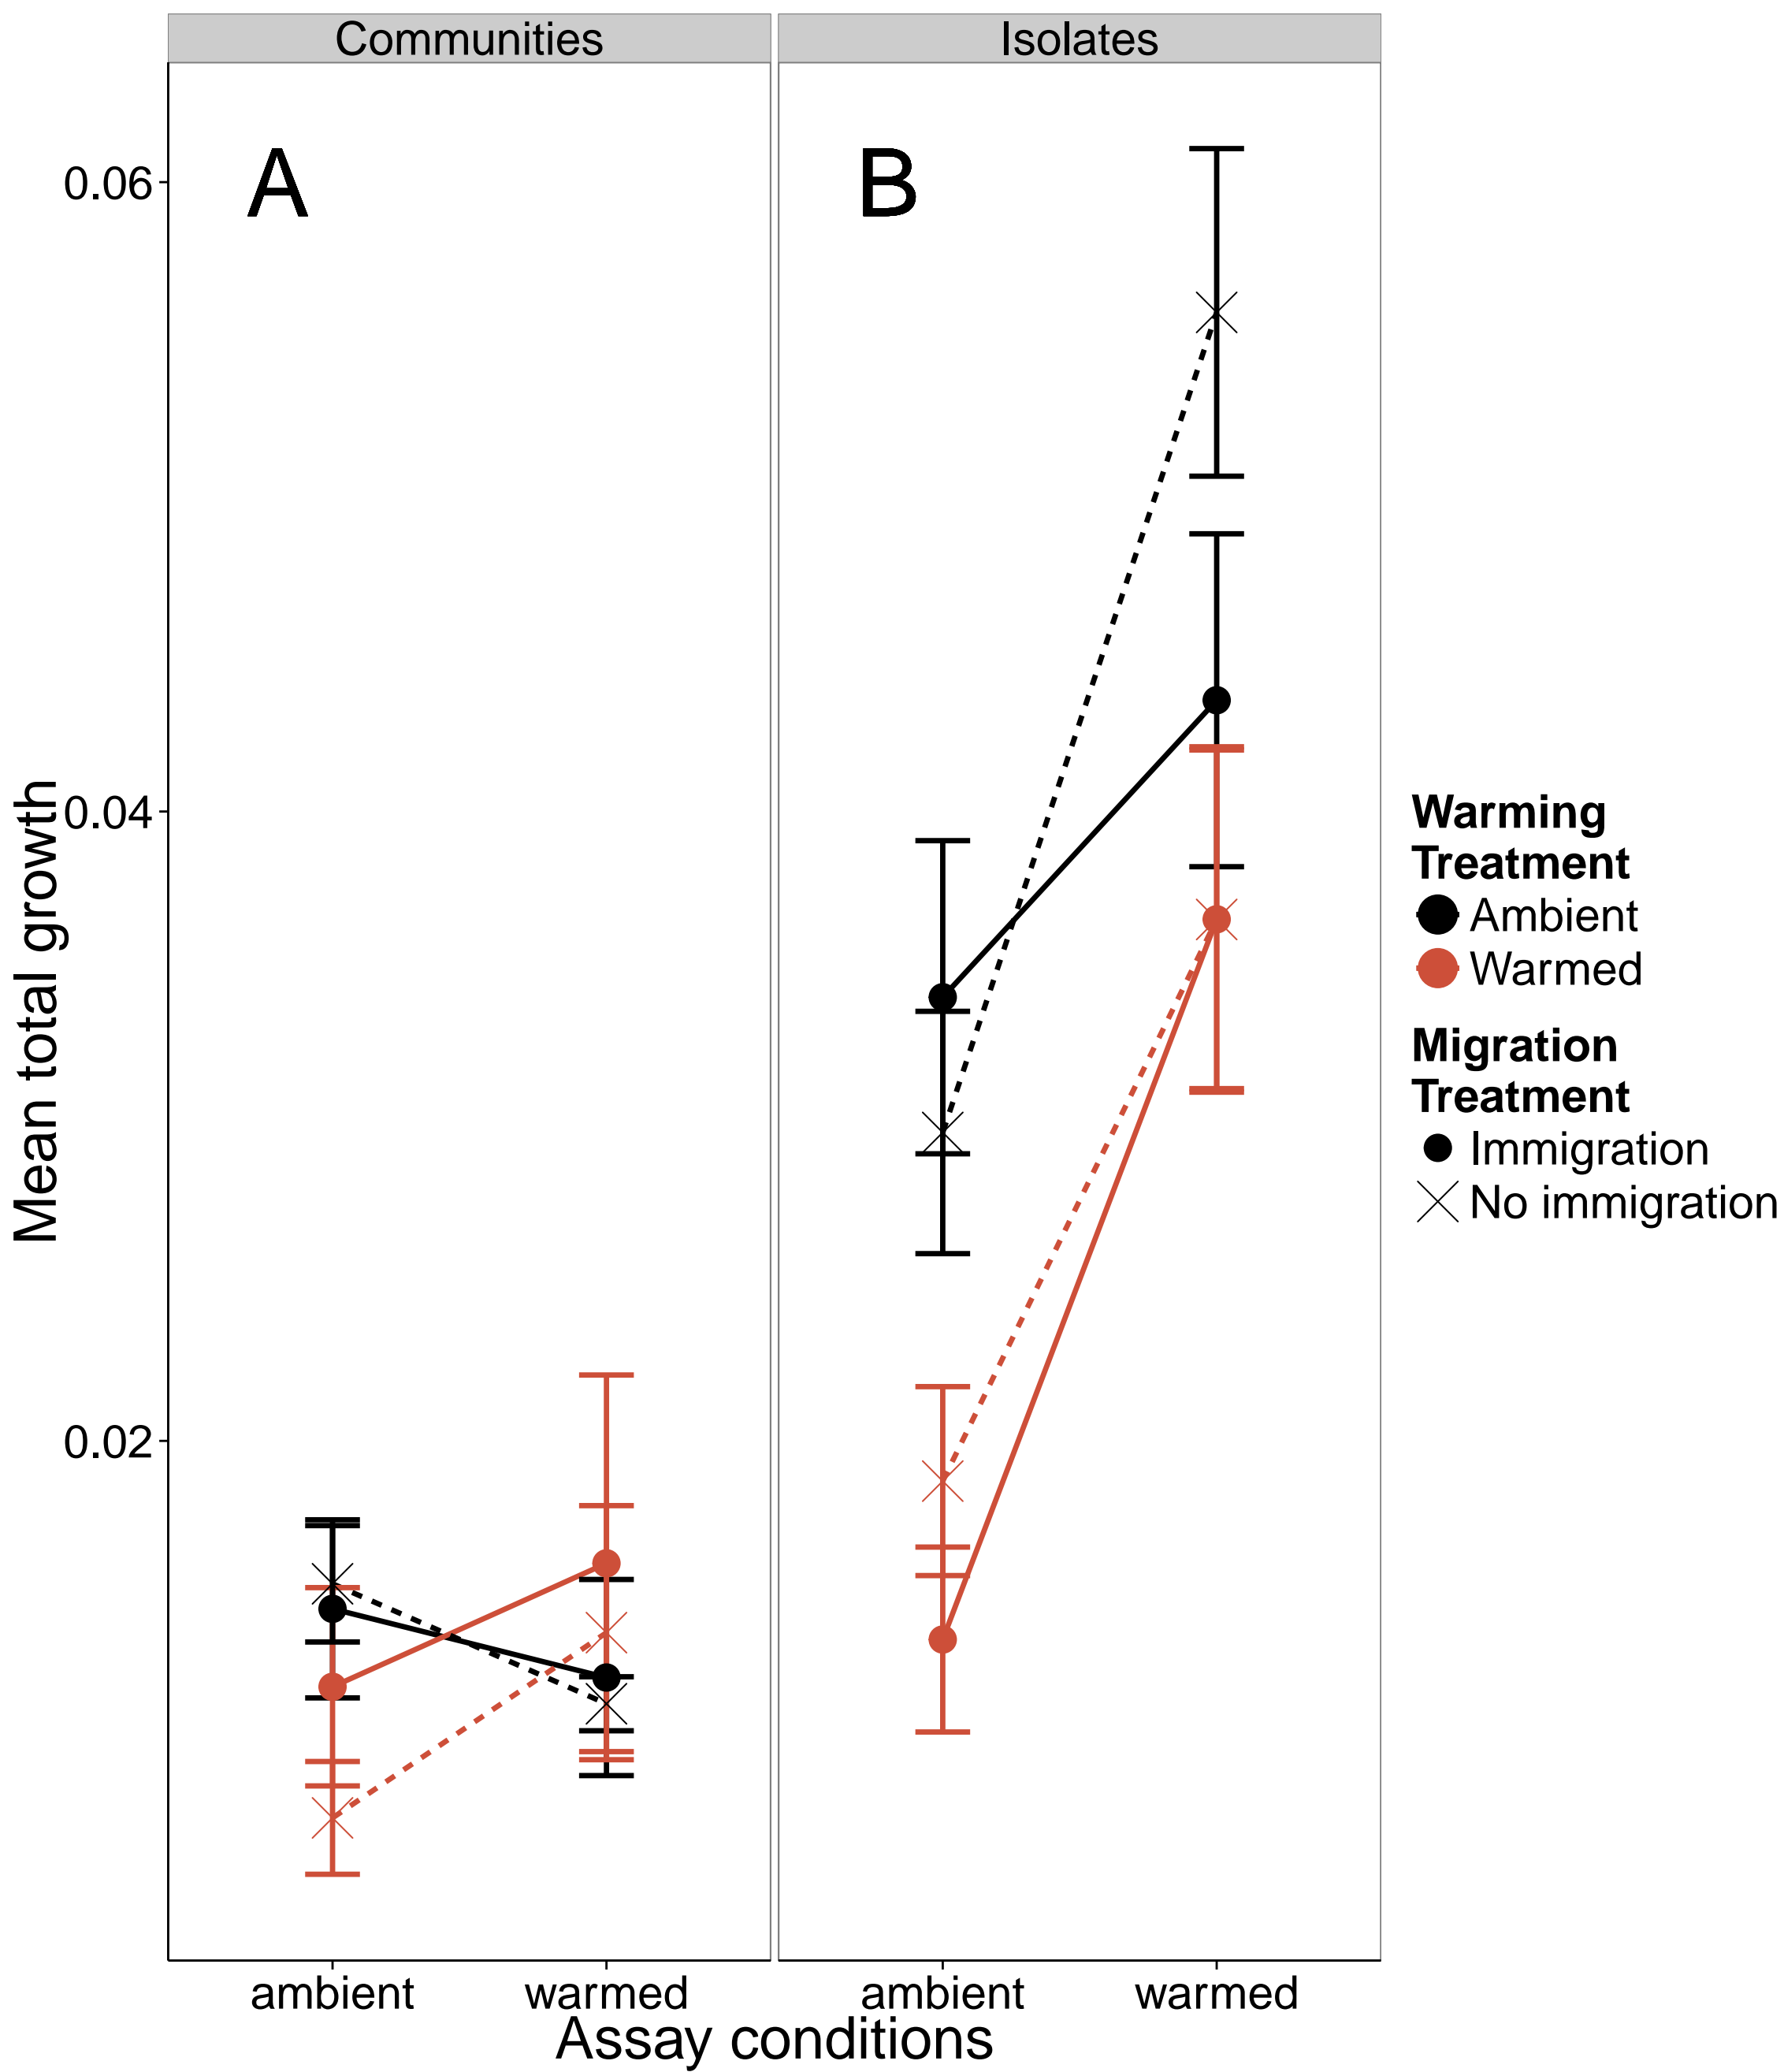 Communities
Isolates
A
B
0.06
0.04
0.02
Mean total growth
ambient
warmed
ambient
warmed
Assay conditions
Warming
Treatment
Ambient
Warmed
Migration
Treatment
Immigration
No immigration